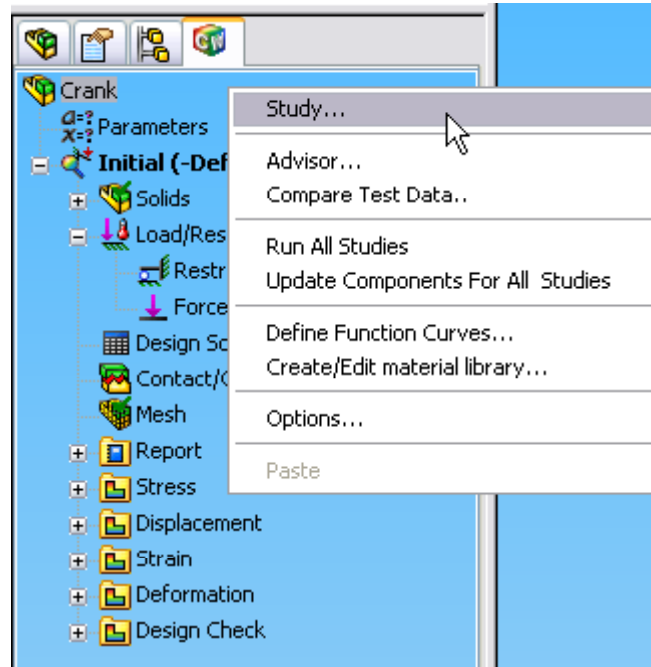 Crank
Study...
a=?
x=? Parameters
Initial (-Def
Advisor...
Compare Test Data..
Solids
Load/Res
Run All Studies
Restr
Update Components For All Studies
Force
Define Function Curves...
Design Sc
Create/Edit material library...
Contact/C
Mesh
Options...
Report
Paste
Stress
Displacement
Strain
Deformation
Design Check